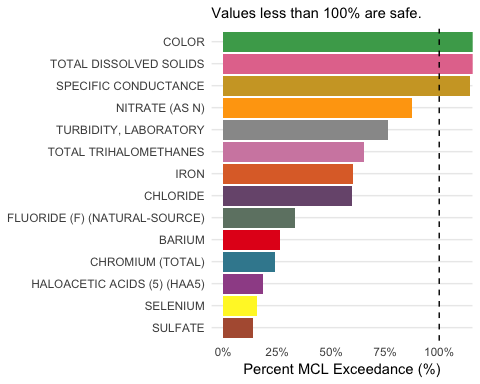 Values less than 100% are safe.
COLOR
TOTAL DISSOLVED SOLIDS
SPECIFIC CONDUCTANCE
NITRATE (AS N)
TURBIDITY, LABORATORY
TOTAL TRIHALOMETHANES
IRON
CHLORIDE
FLUORIDE (F) (NATURAL-SOURCE)
BARIUM
CHROMIUM (TOTAL)
HALOACETIC ACIDS (5) (HAA5)
SELENIUM
SULFATE
0% 25% 50% 75% 100%
Percent MCL Exceedance (%)